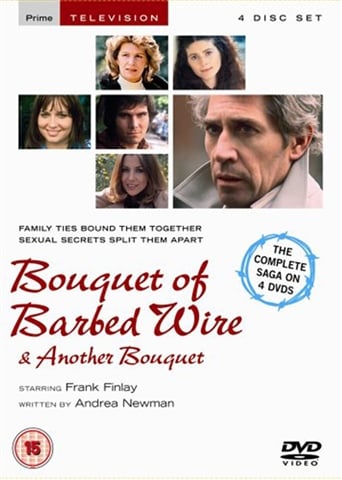 Prime TELEVISION 4 DISC SET
FAMILY TIES BOUND THEM TOGETHER
SEXUAL SECRETS SPLIT THEM APART
THE
COMPLETE
SAGA ON
4 DVDS
Bouquet of
Barbed Wire
& Another Bouquet
STARRING Frank Finlay
WRITTEN BY Andrea Newman
15
DVD
VIDEO